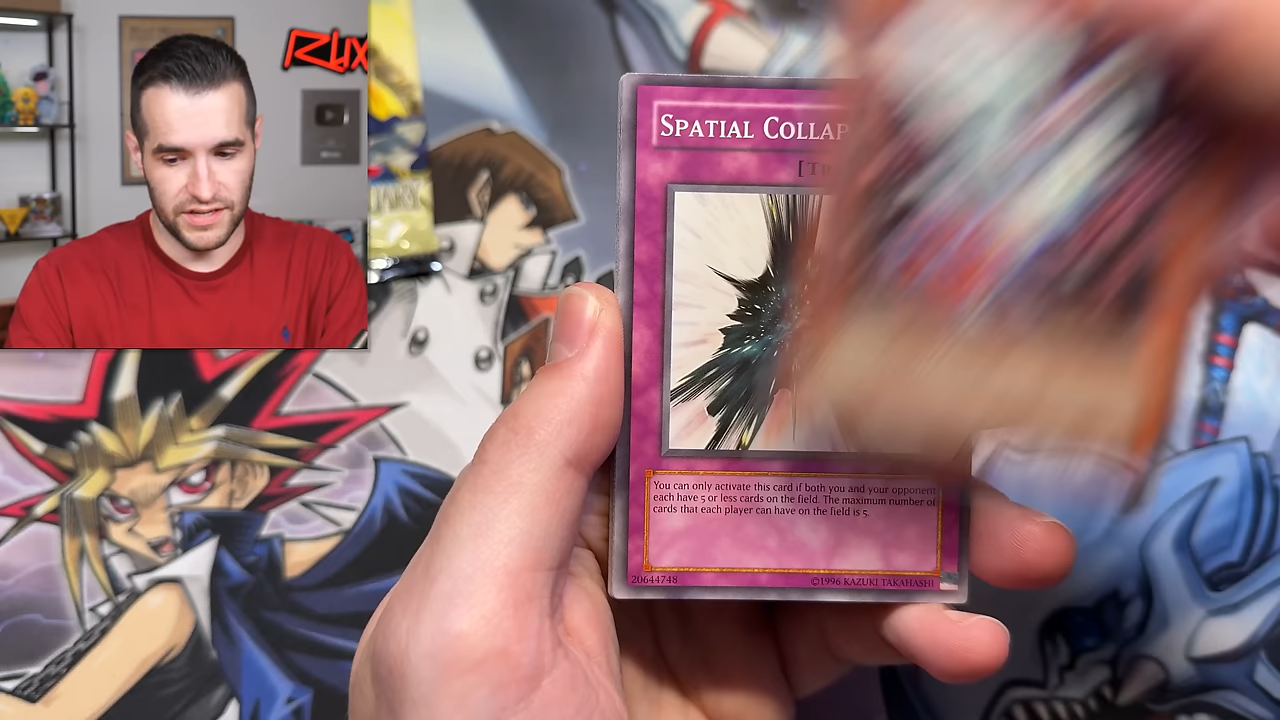 Rux
SPATIAL COLLAP
[TR
You can only activate this card if both you and your opponent
each have 5 or less cards on the field. The maximum number of
cards that each player can have on the field is 5.
20644748
©1996 KAZUKI TAKAHASHI